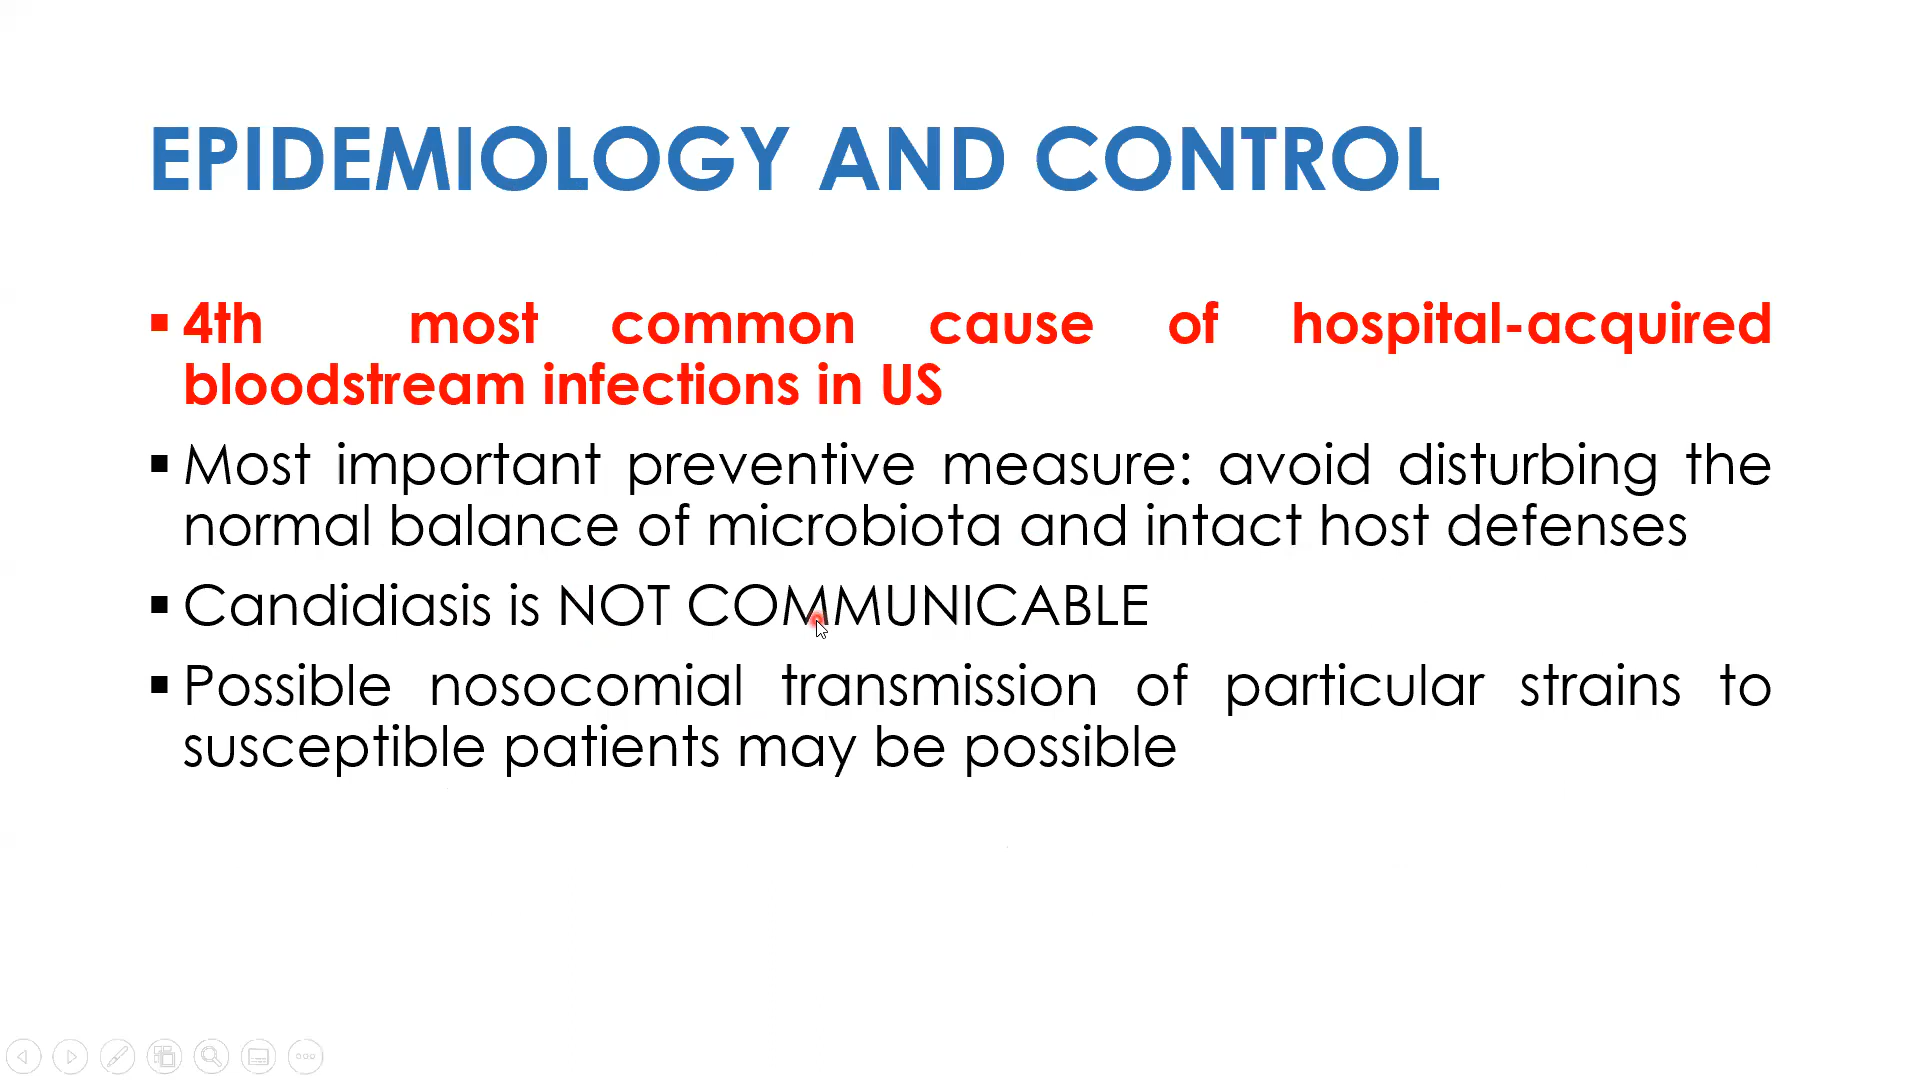 EPIDEMIOLOGY AND CONTROL
▪ 4th most common cause of hospital-acquired
bloodstream infections in US
▪ Most important preventive measure: avoid disturbing the
normal balance of microbiota and intact host defenses
▪ Candidiasis is NOT COMMUNICABLE
▪ Possible nosocomial transmission of particular strains to
susceptible patients may be possible